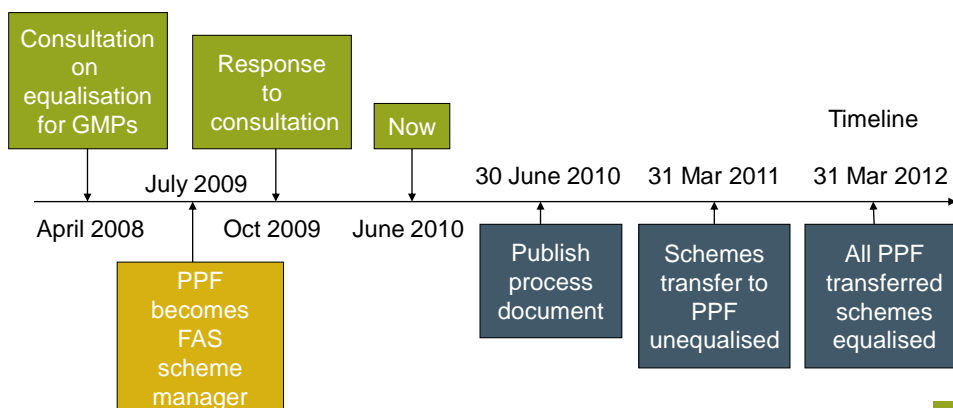 Consultation
on
equalisation
for GMPs
Response
to
consultation
Now
Timeline
July 2009
30 June 2010
31 Mar 2011
31 Mar 2012
April 2008
Oct 2009
June 2010
PPF
becomes
FAS
scheme
manager
Publish
process
document
Schemes
transfer to
PPF
unequalised
All PPF
transferred
schemes
equalised